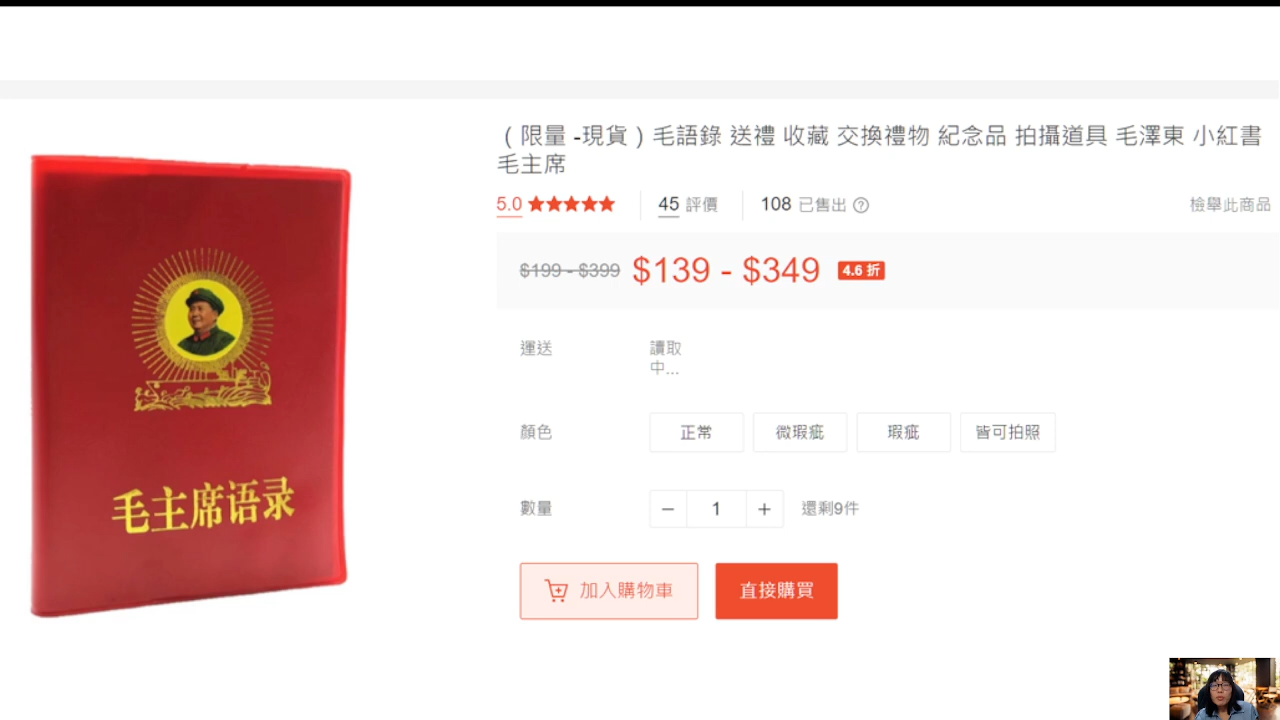 （限量 -現貨）毛語錄 送禮 收藏 交換禮物 紀念品 拍攝道具 毛澤東 小紅書
毛主席
5.0 45 評價 108 已售出 檢舉此商品
$199 - $399 $139 - $349 4.6 折
運送 讀取
中...
顏色 正常 微瑕疵 瑕疵 皆可拍照
數量 1 還剩9件
加入購物車 直接購買
毛主席语录